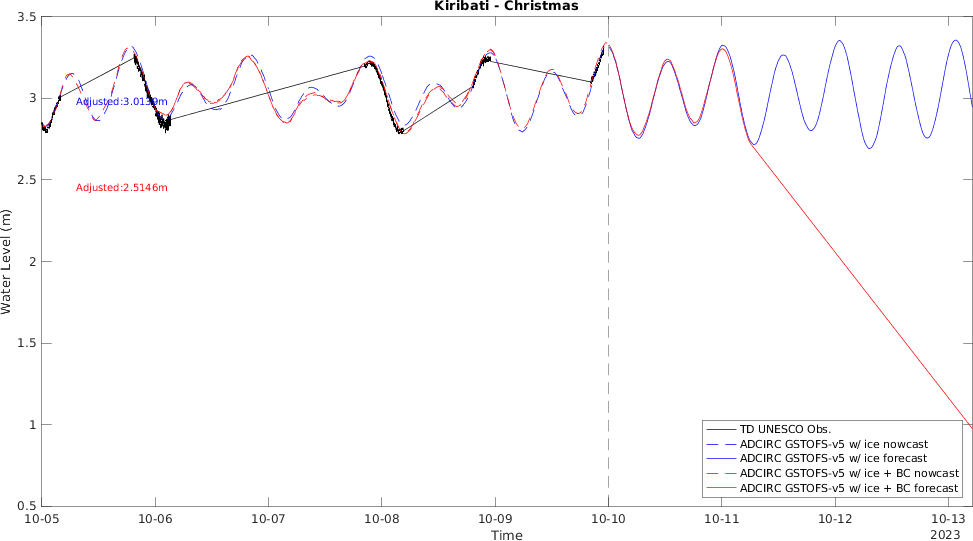 Kiribati - Christmas
3.5
3
2.5
2
1.5
1
0.5
Water Level (m)
Adjusted:3.0139m
Adjusted:2.5146m
TD UNESCO Obs.
ADCIRC GSTOFS-v5 w/ ice nowcast
ADCIRC GSTOFS-v5 w/ ice forecast
ADCIRC GSTOFS-v5 w/ ice + BC nowcast
ADCIRC GSTOFS-v5 w/ ice + BC forecast
10-05 10-06 10-07 10-08 10-09 10-10 10-11 10-12 10-13
2023
Time